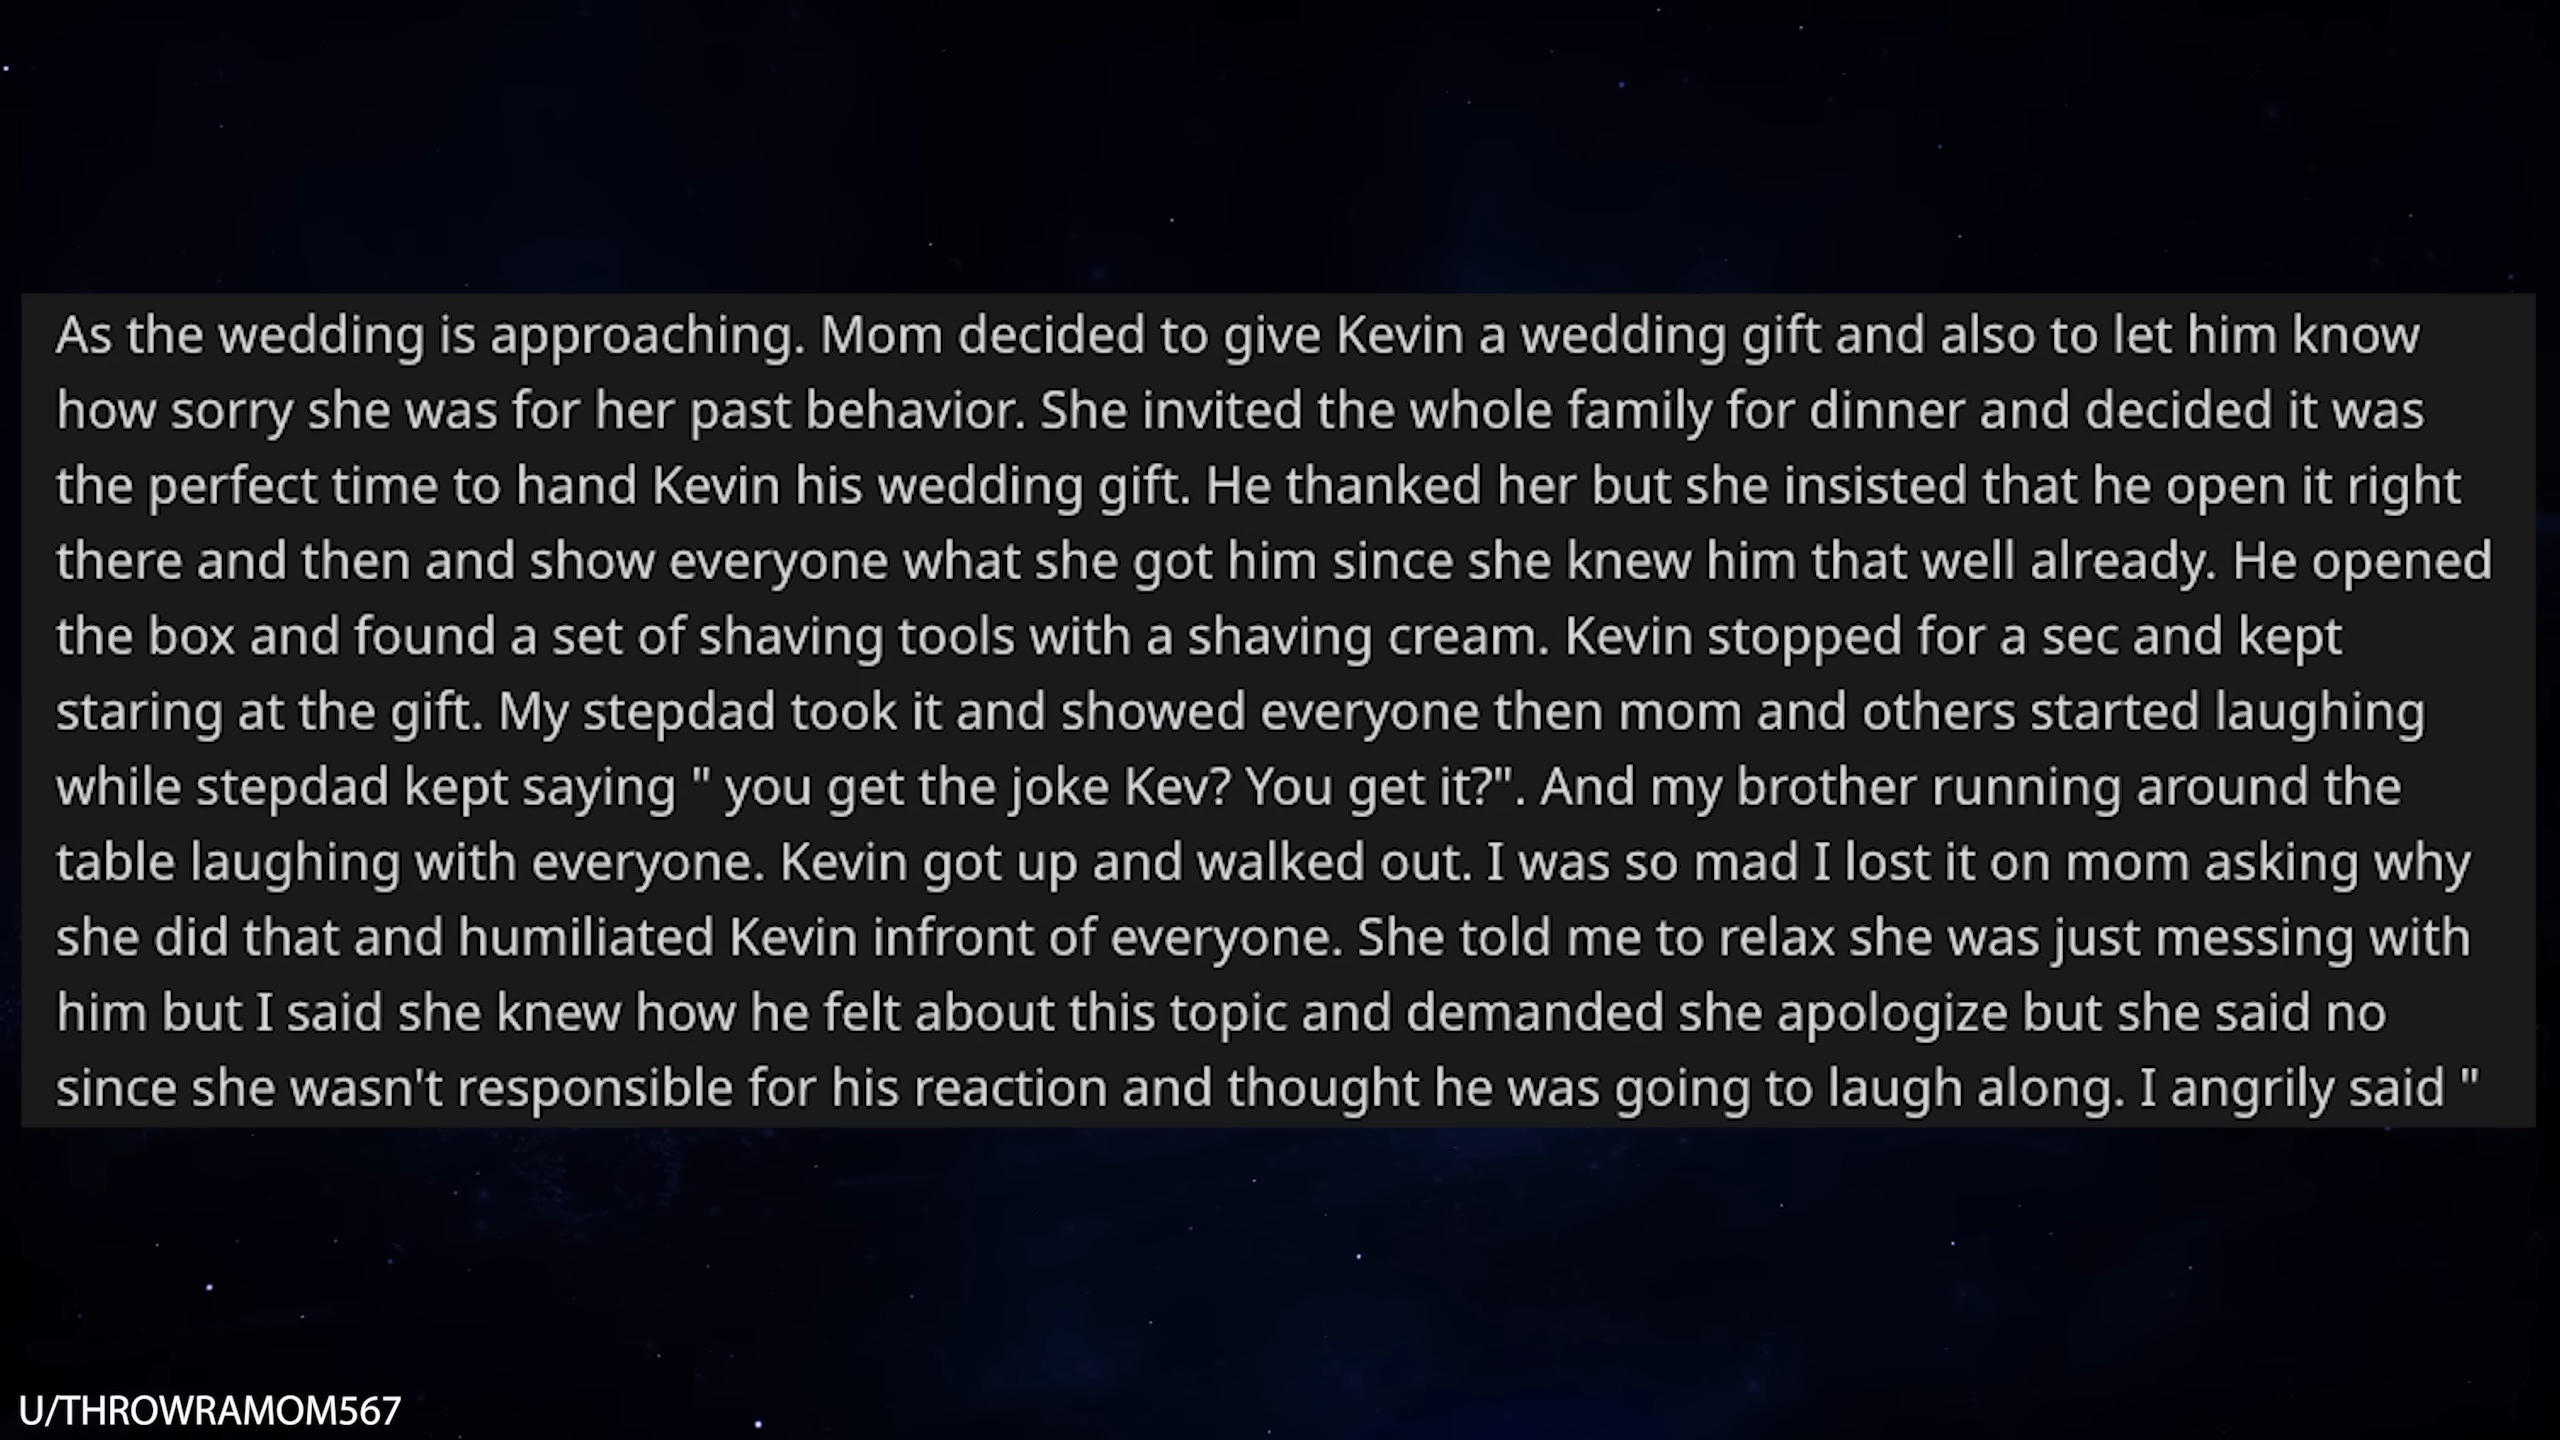 As the wedding is approaching. Mom decided to give Kevin a wedding gift and also to let him know
how sorry she was for her past behavior. She invited the whole family for dinner and decided it was
the perfect time to hand Kevin his wedding gift. He thanked her but she insisted that he open it right
there and then and show everyone what she got him since she knew him that well already. He opened
the box and found a set of shaving tools with a shaving cream. Kevin stopped for a sec and kept
staring at the gift. My stepdad took it and showed everyone then mom and others started laughing
while stepdad kept saying " you get the joke Kev? You get it?". And my brother running around the
table laughing with everyone. Kevin got up and walked out. I was so mad I lost it on mom asking why
she did that and humiliated Kevin infront of everyone. She told me to relax she was just messing with
him but I said she knew how he felt about this topic and demanded she apologize but she said no
since she wasn't responsible for his reaction and thought he was going to laugh along. I angrily said "
U/THROWRAMOM567